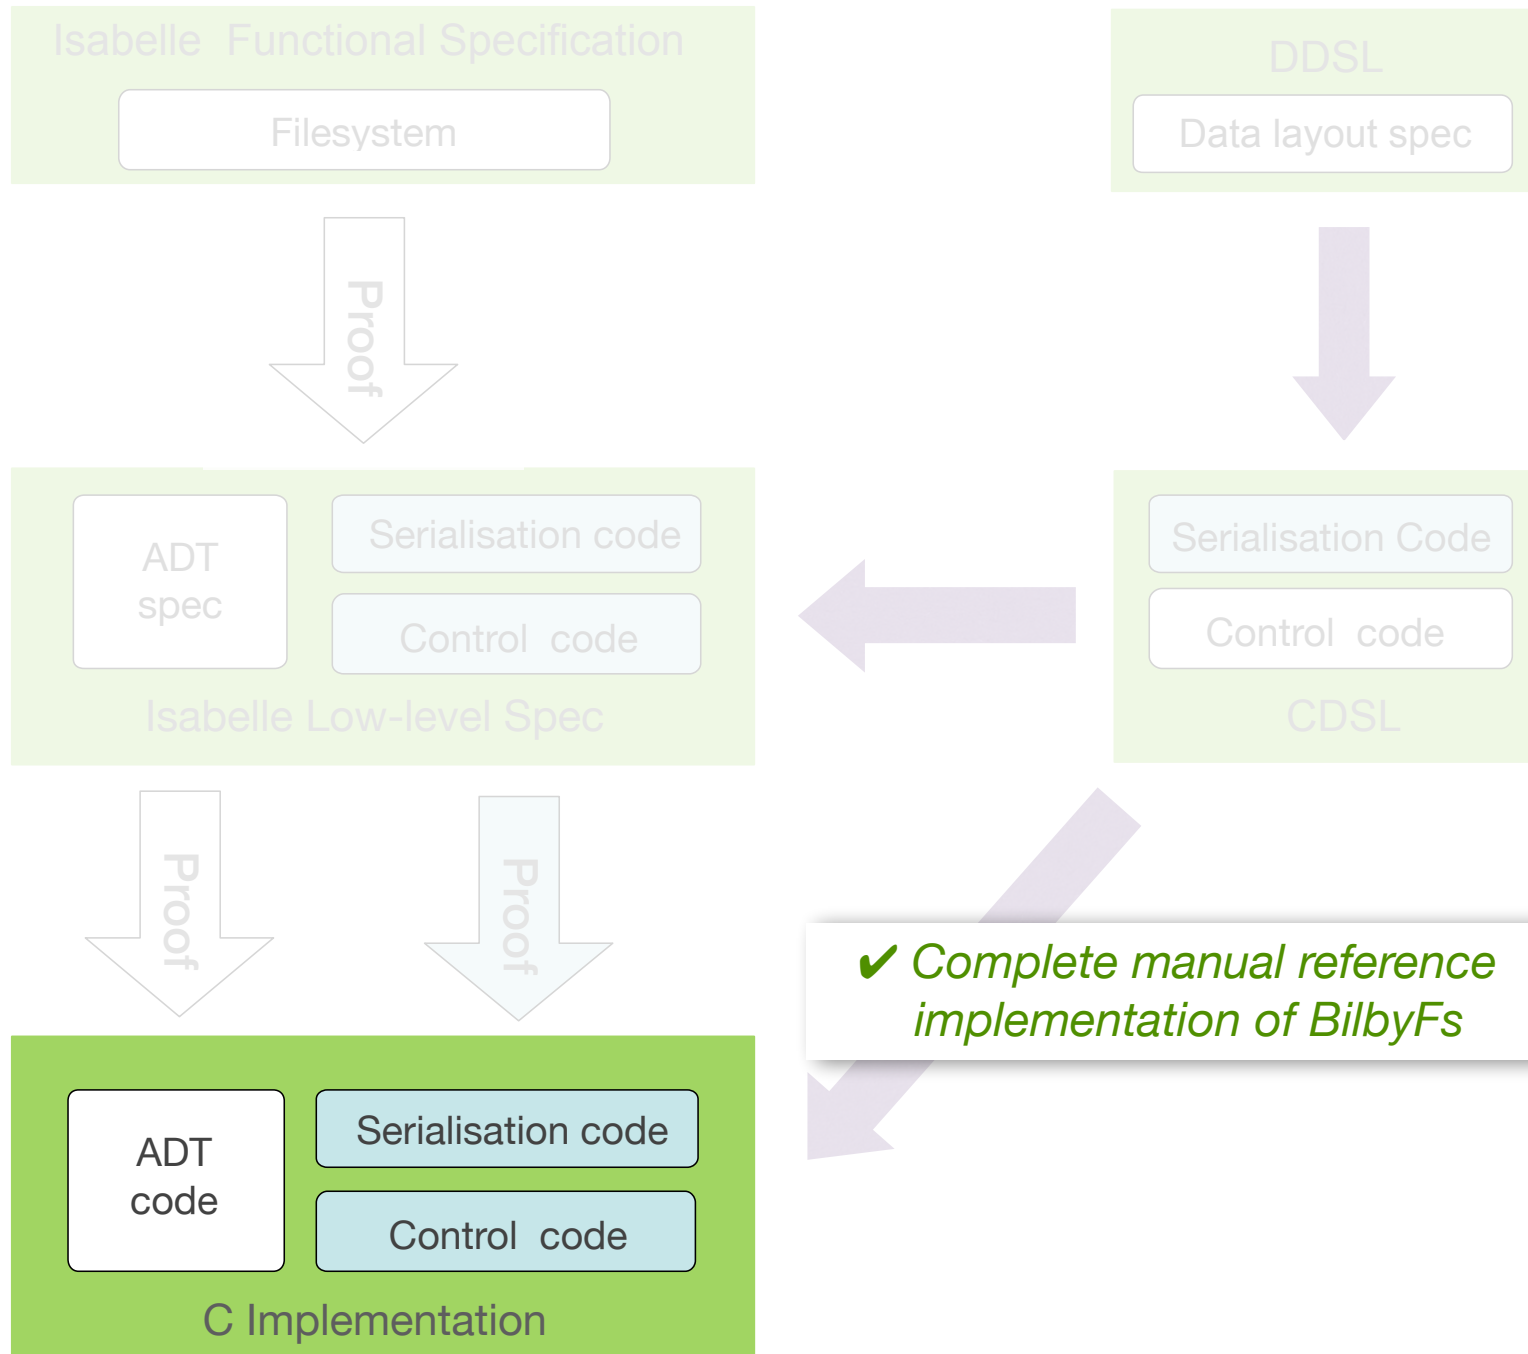 Isabelle  Functional Specification
Filesystem
DDSL
Data layout spec
Proof
ADT
spec
Serialisation code
Control  code
Isabelle Low-level Spec
Serialisation Code
Control  code
CDSL
Proof
Proof
✔ Complete manual reference
implementation of BilbyFs
ADT
code
Serialisation code
Control  code
C Implementation